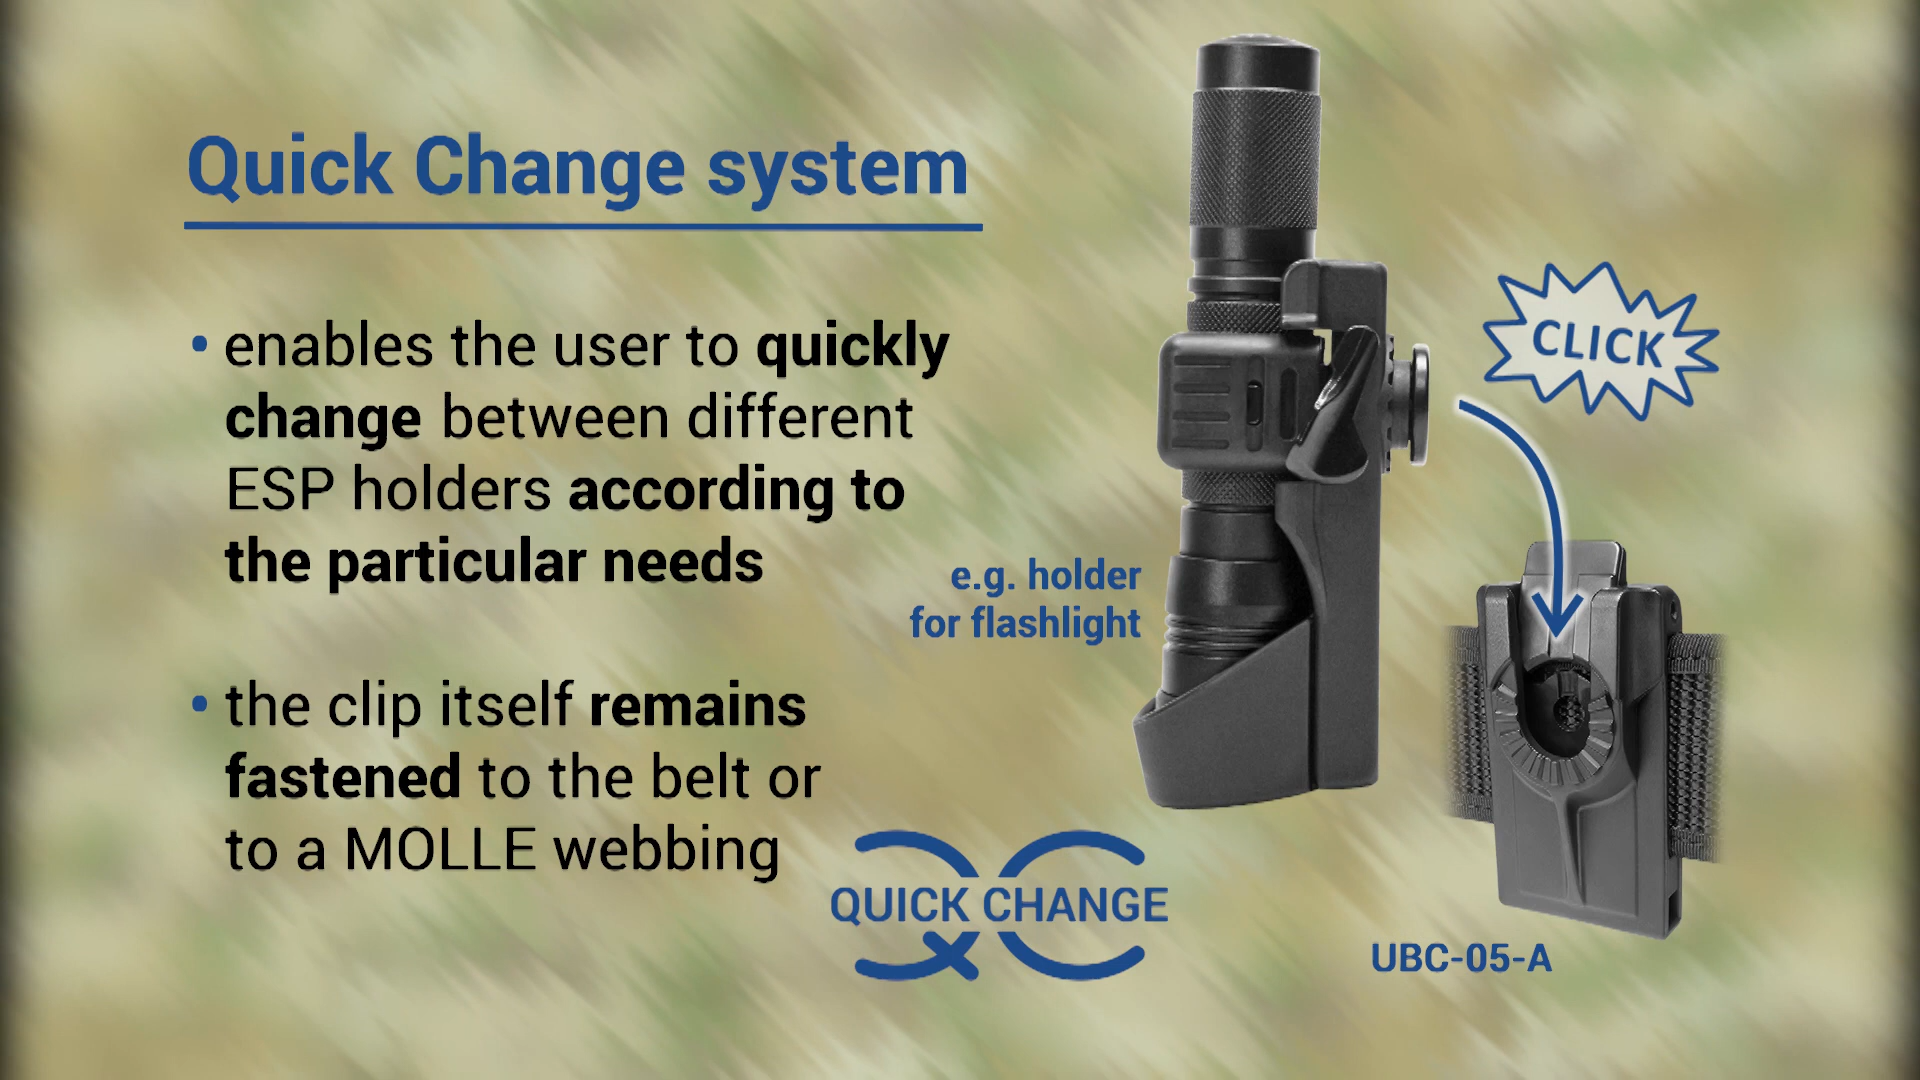 Quick Change system
• enables the user to quickly
change between different
ESP holders according to
the particular needs
• the clip itself remains
fastened to the belt or
to a MOLLE webbing
e.g. holder
for flashlight
CLICK
QUICK CHANGE
UBC-05-A